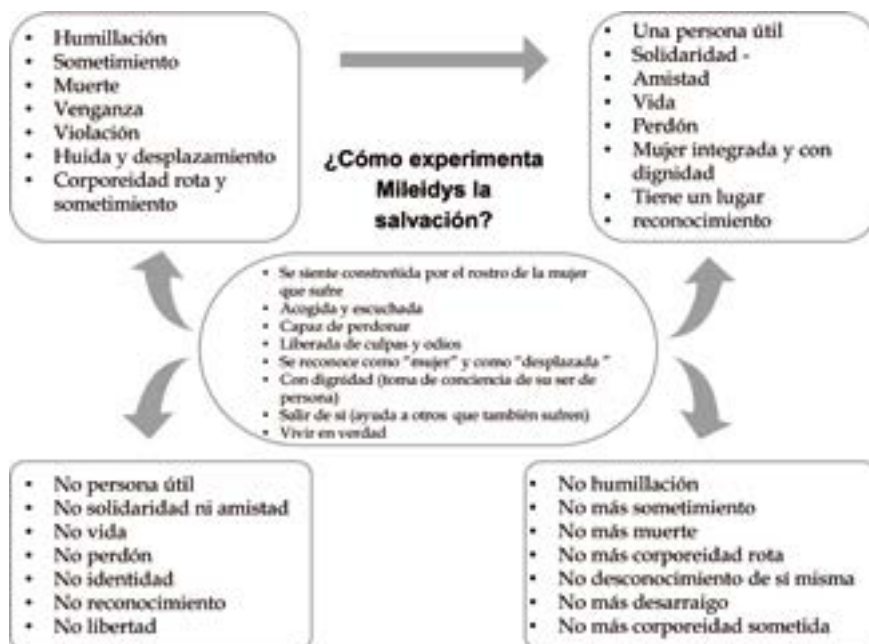 • Humillación
• Sometimiento
• Muerte
• Venganza
• Violación
• Huida y desplazamiento
• Corporeidad rota y
sometimiento
• Una persona útil
• Solidaridad -
• Amistad
• Vida
• Perdón
• Mujer integrada y con
dignidad
• Tiene un lugar
• reconocimiento
¿Cómo experimenta
Mileidys la
salvación?
• Se siente constreñida por el rostro de la mujer
que sufre
• Acogida y escuchada
• Capaz de perdonar
• Liberada de culpas y odios
• Se reconoce como "mujer" y como "desplazada "
• Con dignidad (toma de conciencia de su ser de
persona)
• Salir de sí (ayuda a otros que también sufren)
• Vivir en verdad
• No persona útil
• No solidaridad ni amistad
• No vida
• No perdón
• No identidad
• No reconocimiento
• No libertad
• No humillación
• No más sometimiento
• No más muerte
• No más corporeidad rota
• No desconocimiento de sí misma
• No más desarraigo
• No más corporeidad sometida